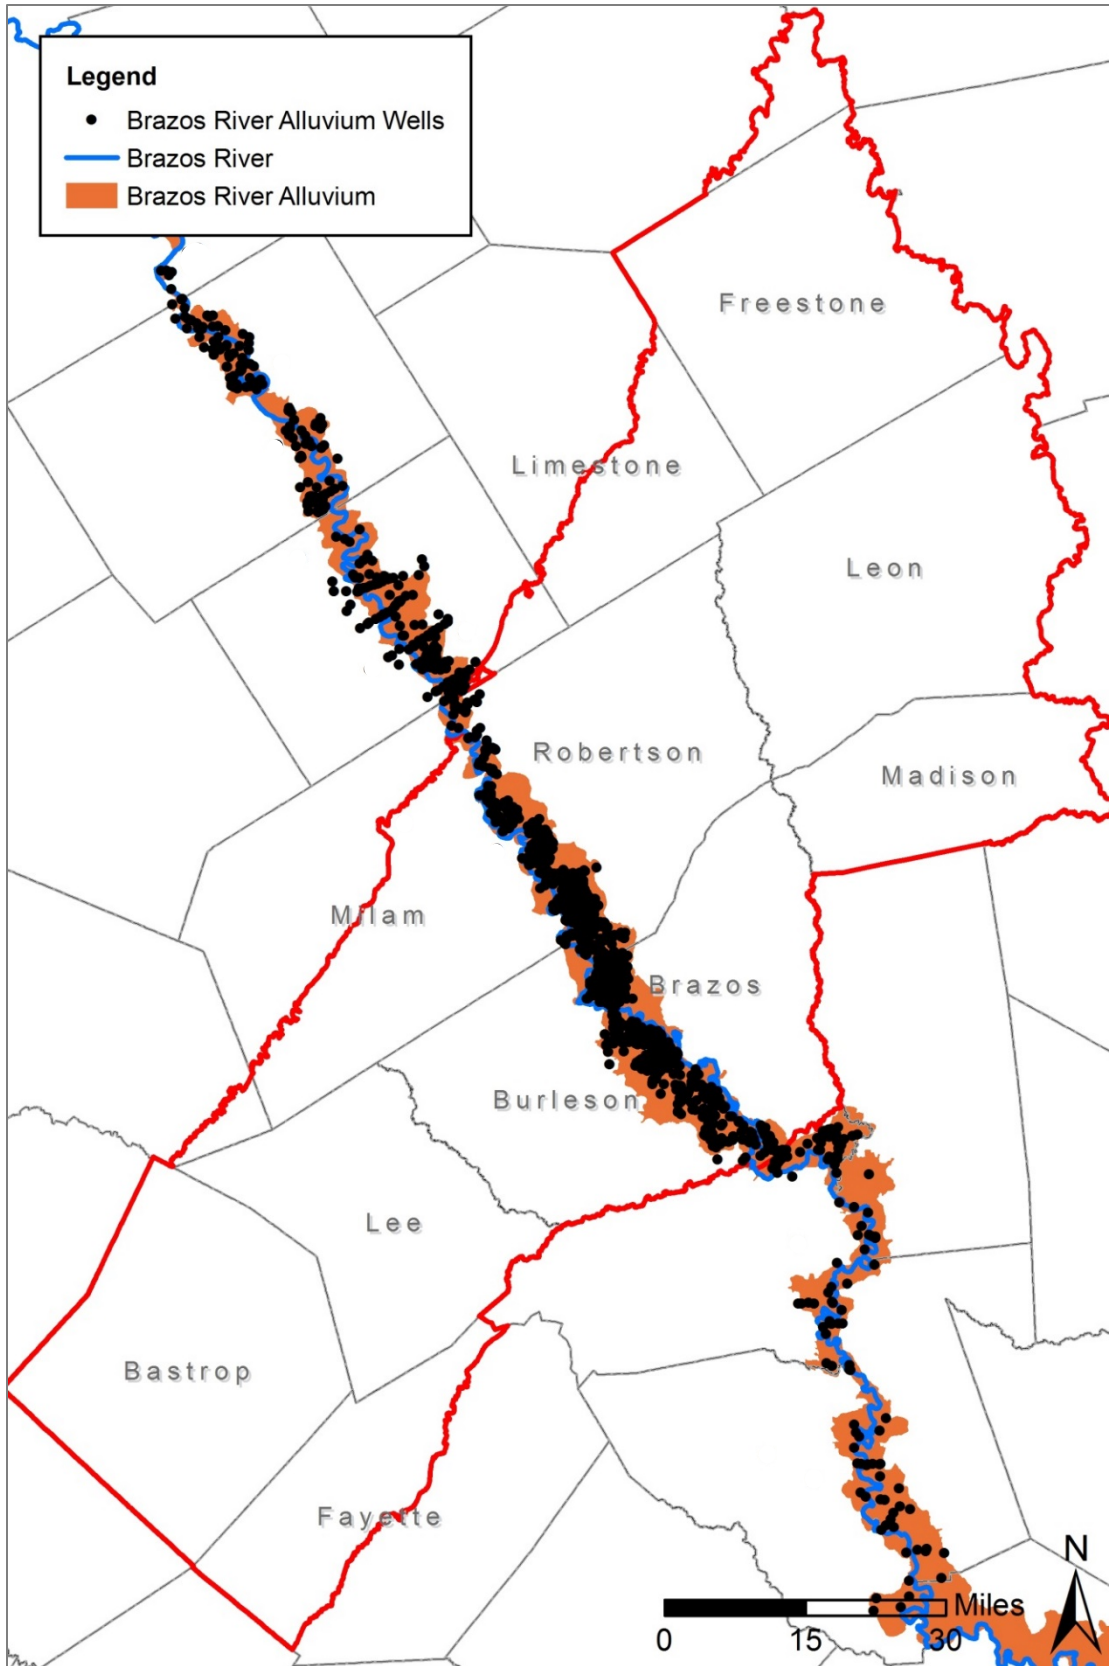 Legend
Brazos River Alluvium Wells
Brazos River
Brazos River Alluvium
Freestone
Limestone
Leon
Robertson
Madison
Milam
Brazos
Burleson
Lee
Bastrop
Fayette
N
Miles
0 15 30